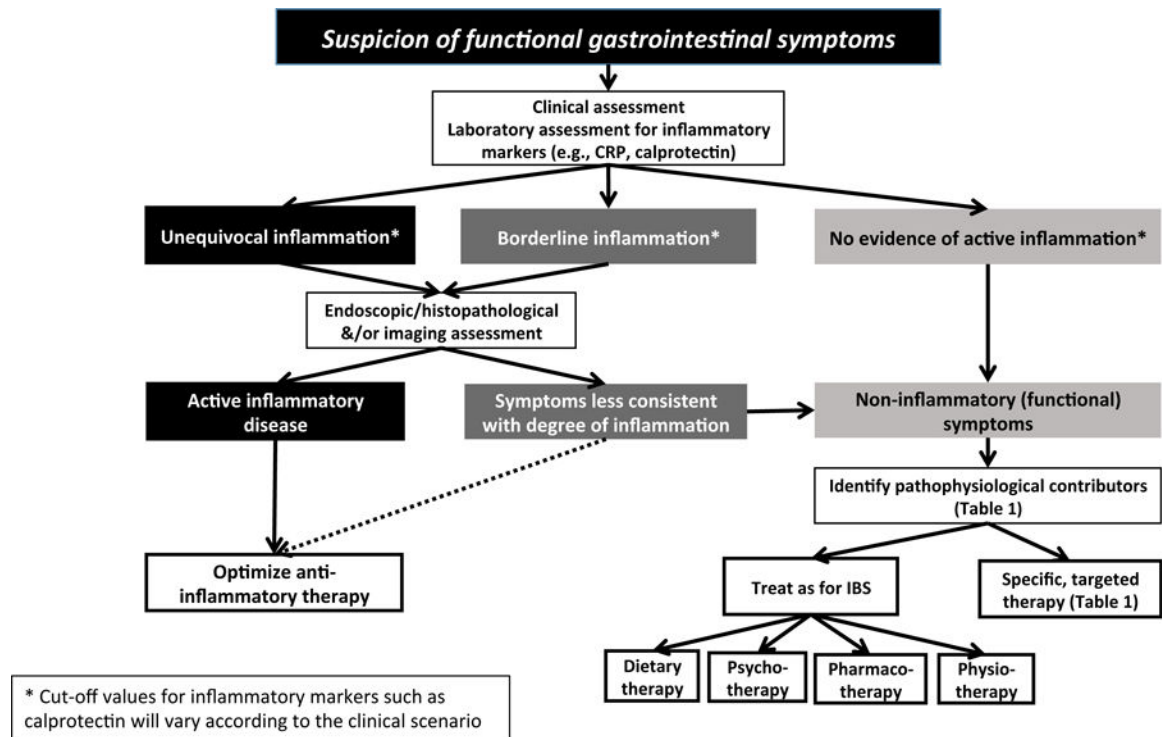 Suspicion of functional gastrointestinal symptoms
Clinical assessment
Laboratory assessment for inflammatory
markers (e.g., CRP, calprotectin)
Unequivocal inflammation*
Borderline inflammation*
No evidence of active inflammation*
Endoscopic/histopathological
&/or imaging assessment
Active inflammatory
disease
Symptoms less consistent
with degree of inflammation
Non-inflammatory (functional)
symptoms
Identify pathophysiological contributors
(Table 1)
Optimize anti-
inflammatory therapy
Treat as for IBS
Specific, targeted
therapy (Table 1)
Dietary
therapy
Psycho-
therapy
Pharmaco-
therapy
Physio-
therapy
* Cut-off values for inflammatory markers such as
calprotectin will vary according to the clinical scenario